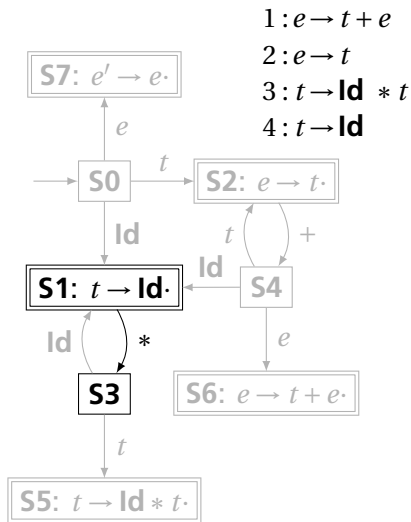 1: e → t + e
2: e → t
3: t → Id * t
4: t → Id
S7: e′ → e·
e
t
S0
S2: e → t·
Id
t
+
Id
S1: t → Id·
S4
Id
*
e
S3
S6: e → t + e·
t
S5: t → Id * t·